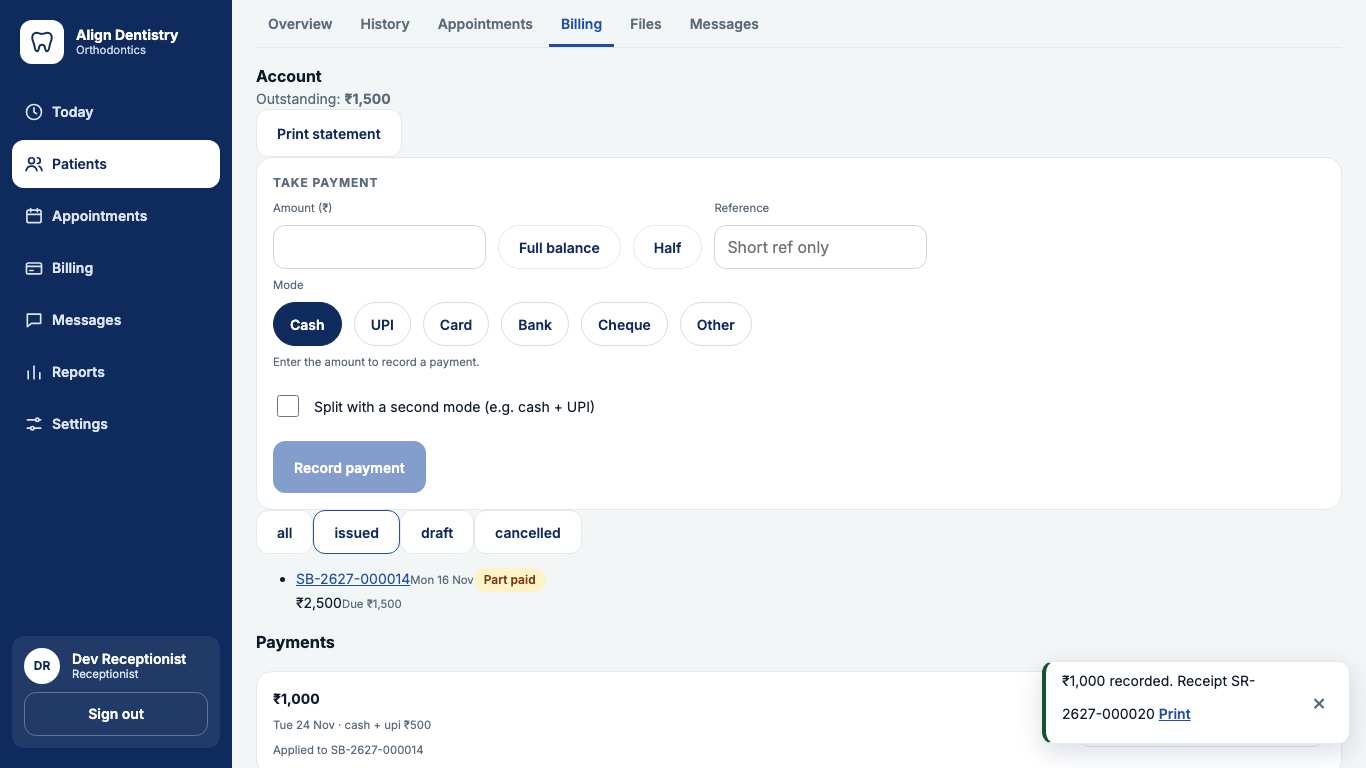 Align Dentistry
Orthodontics
Today
Patients
Appointments
Billing
Messages
Reports
Settings
DR
Dev Receptionist
Receptionist
Sign out
Overview History Appointments Billing Files Messages
Account
Outstanding: ₹1,500
Print statement
TAKE PAYMENT
Amount (₹) Reference
Full balance Half Short ref only
Mode
Cash UPI Card Bank Cheque Other
Enter the amount to record a payment.
Split with a second mode (e.g. cash + UPI)
Record payment
all issued draft cancelled
SB-2627-000014 Mon 16 Nov Part paid
₹2,500 Due ₹1,500
Payments
₹1,000
Tue 24 Nov · cash + upi ₹500
Applied to SB-2627-000014
₹1,000 recorded. Receipt SR-
2627-000020 Print